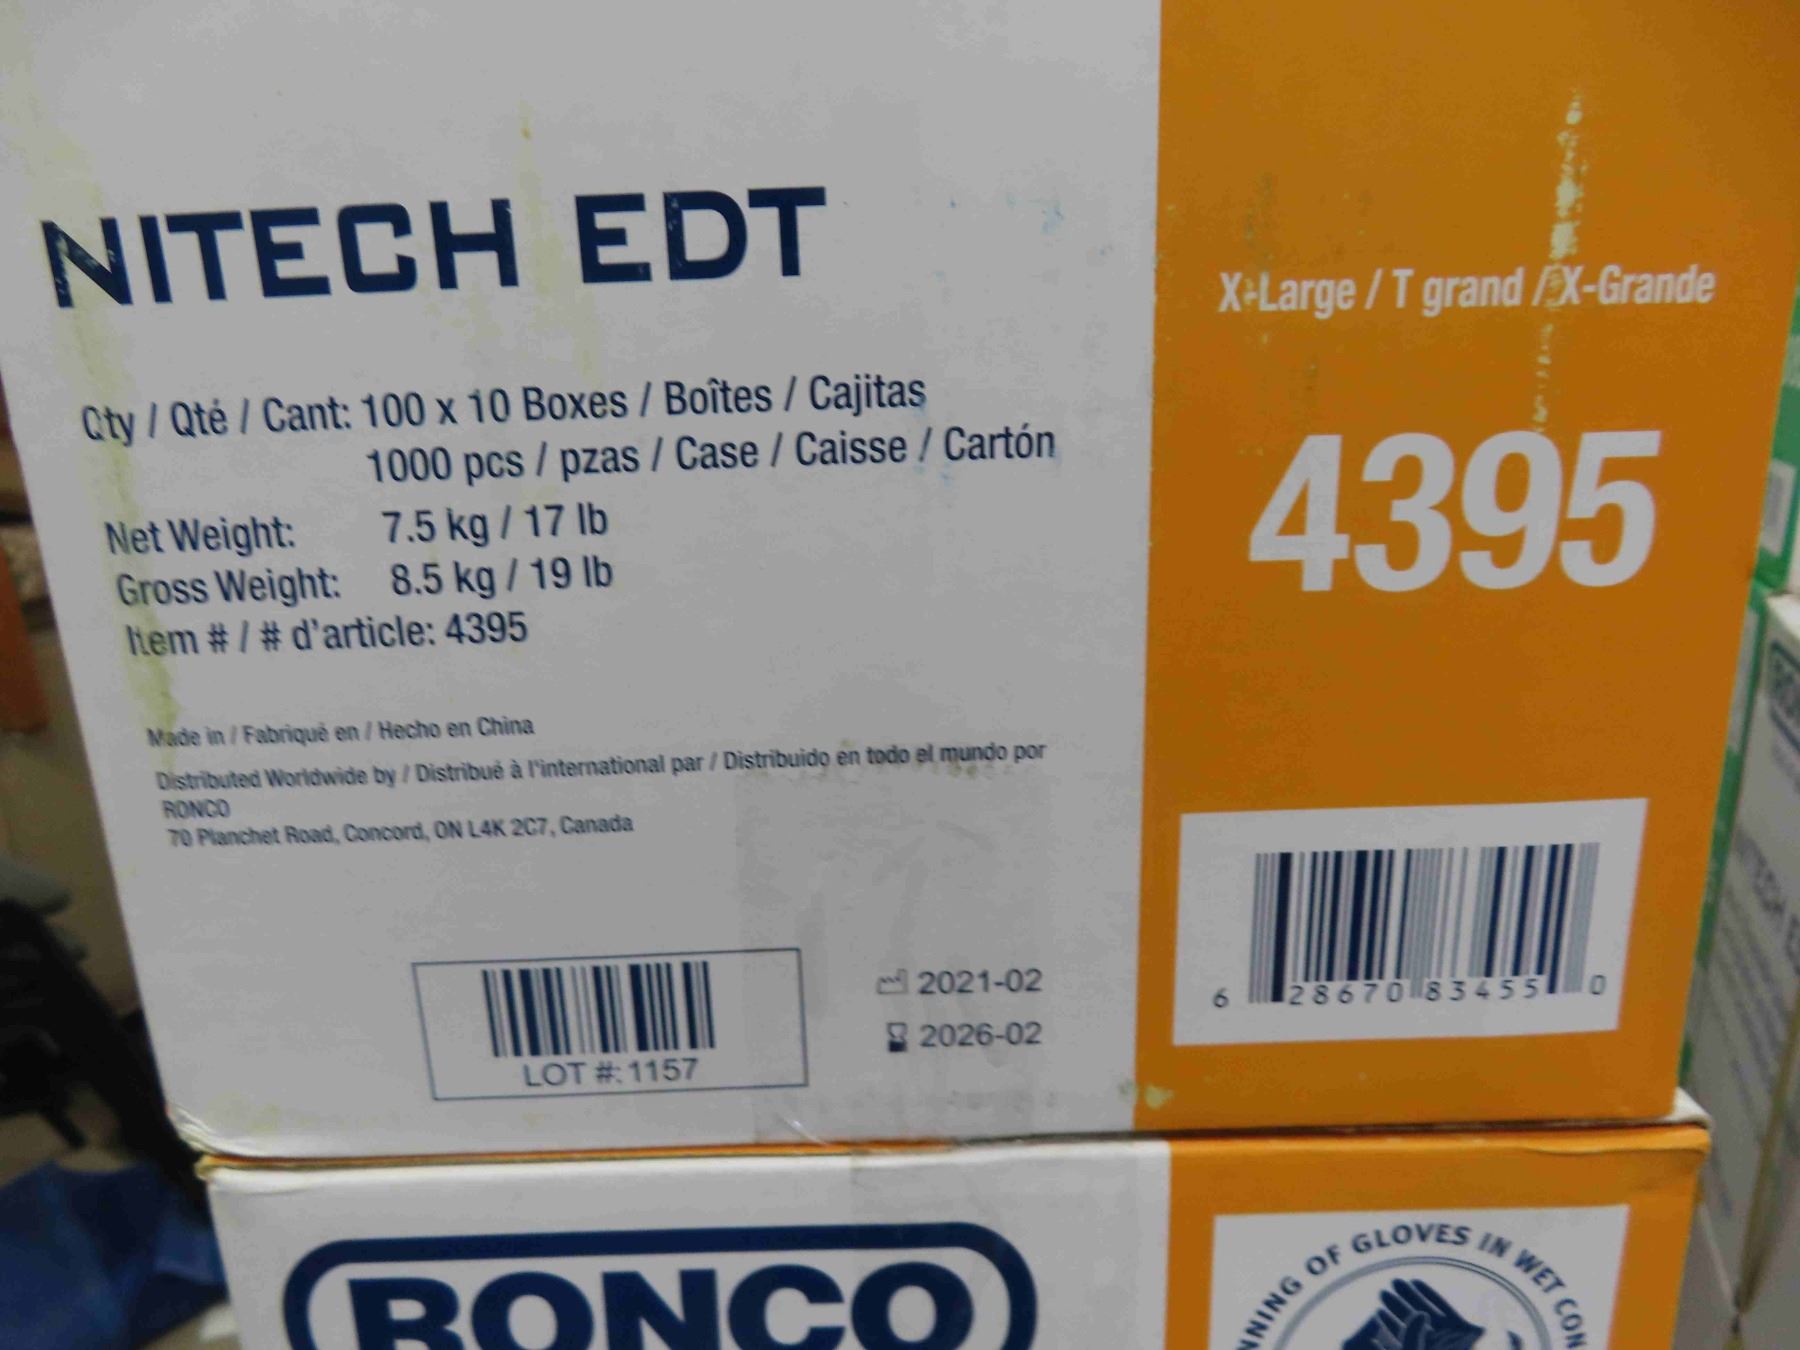 NITECH EDT
Qty / Qté / Cant: 100 x 10 Boxes / Boîtes / Cajitas
1000 pcs / pzas / Case / Caisse / Cartón
Net Weight: 7.5 kg / 17 lb
Gross Weight: 8.5 kg / 19 lb
Item # / # d'article: 4395
Made in / Fabriqué en / Hecho en China
Distributed Worldwide by / Distribué à l'international par / Distribuido en todo el mundo por
RONCO
70 Planchet Road, Concord, ON L4K 2C7, Canada
LOT #: 1157
2021-02
2026-02
X-Large / T grand / X-Grande
4395
6 28670 83455 0
RONCO
OF GLOVES IN WET